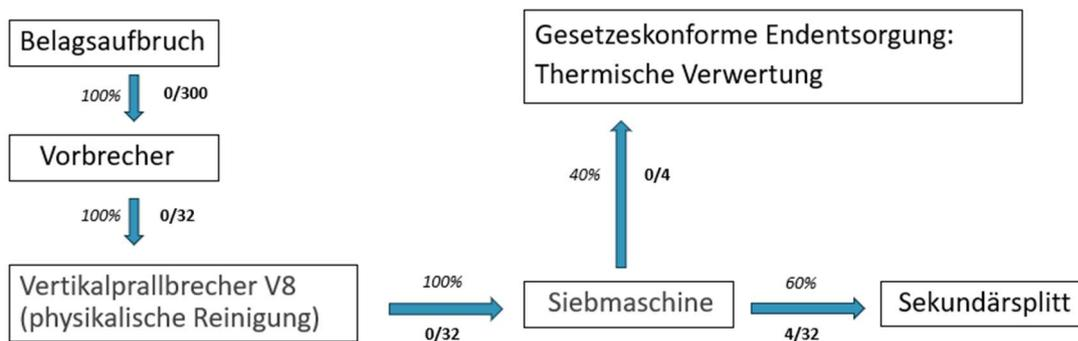 Belagsaufbruch
100% 0/300
Vorbrecher
100% 0/32
Vertikalprallbrecher V8
(physikalische Reinigung)
100%
0/32
Siebmaschine
40% 0/4
Gesetzeskonforme Endentsorgung:
Thermische Verwertung
60%
4/32
Sekundärsplitt